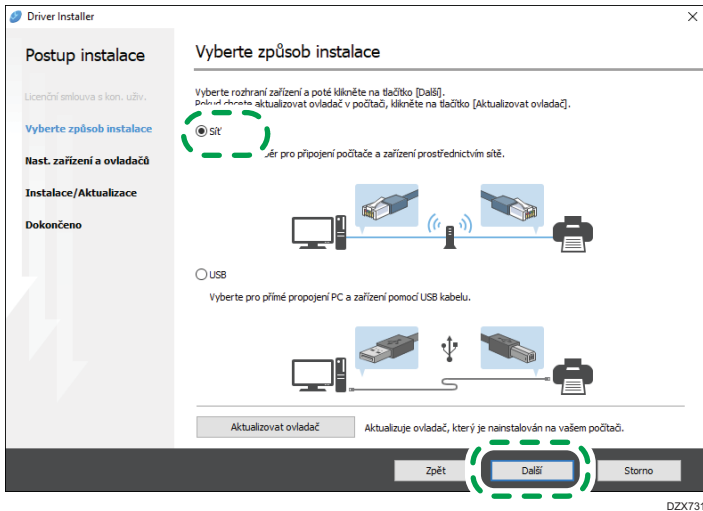 Driver Installer
Postup instalace
Licenční smlouva s kon. uživ.
Vyberte způsob instalace
Nast. zařízení a ovladačů
Instalace/Aktualizace
Dokončeno
Vyberte způsob instalace
Vyberte rozhraní zařízení a poté klikněte na tlačítko [Další].
Pokud chcete aktualizovat ovladač v počítači, klikněte na tlačítko [Aktualizovat ovladač].
Síť
pro připojení počítače a zařízení prostřednictvím sítě.
USB
Vyberte pro přímé propojení PC a zařízení pomocí USB kabelu.
Aktualizovat ovladač
Aktualizuje ovladač, který je nainstalován na vašem počítači.
Zpět
Další
Storno
DZX731